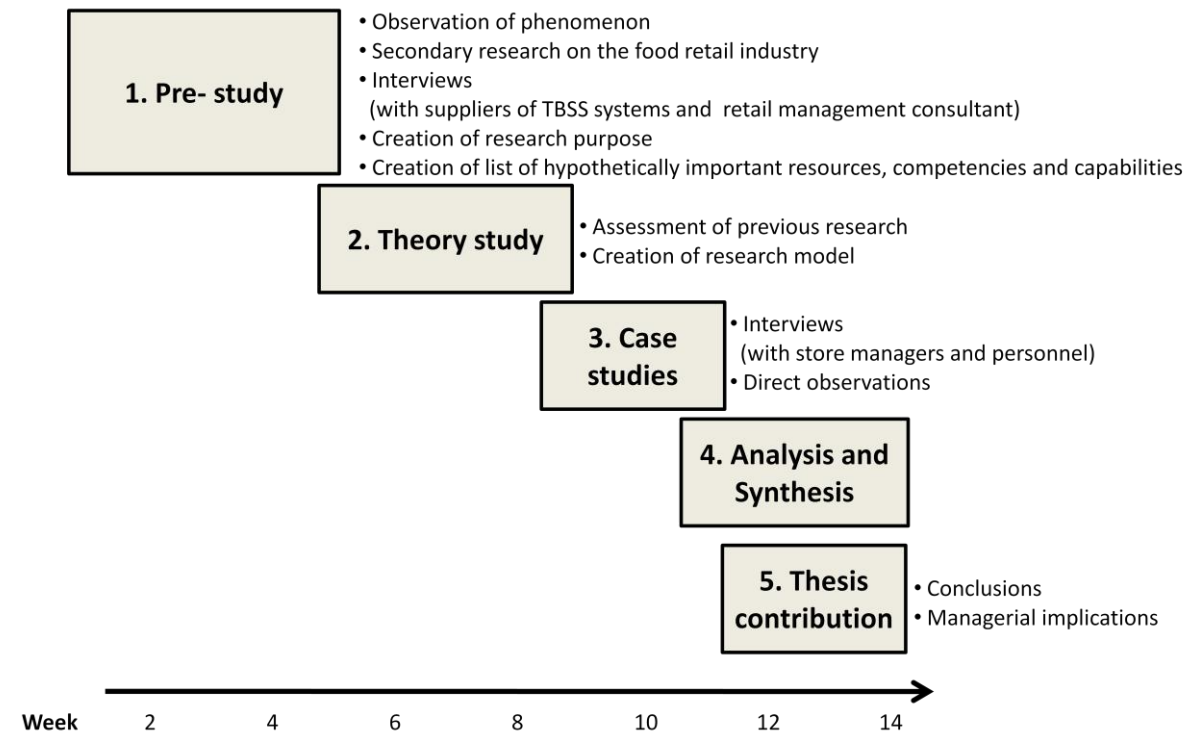 1. Pre- study
• Observation of phenomenon
• Secondary research on the food retail industry
• Interviews
(with suppliers of TBSS systems and retail management consultant)
• Creation of research purpose
• Creation of list of hypothetically important resources, competencies and capabilities
2. Theory study
• Assessment of previous research
• Creation of research model
3. Case
studies
• Interviews
(with store managers and personnel)
• Direct observations
4. Analysis and
Synthesis
5. Thesis
contribution
• Conclusions
• Managerial implications
Week 2 4 6 8 10 12 14